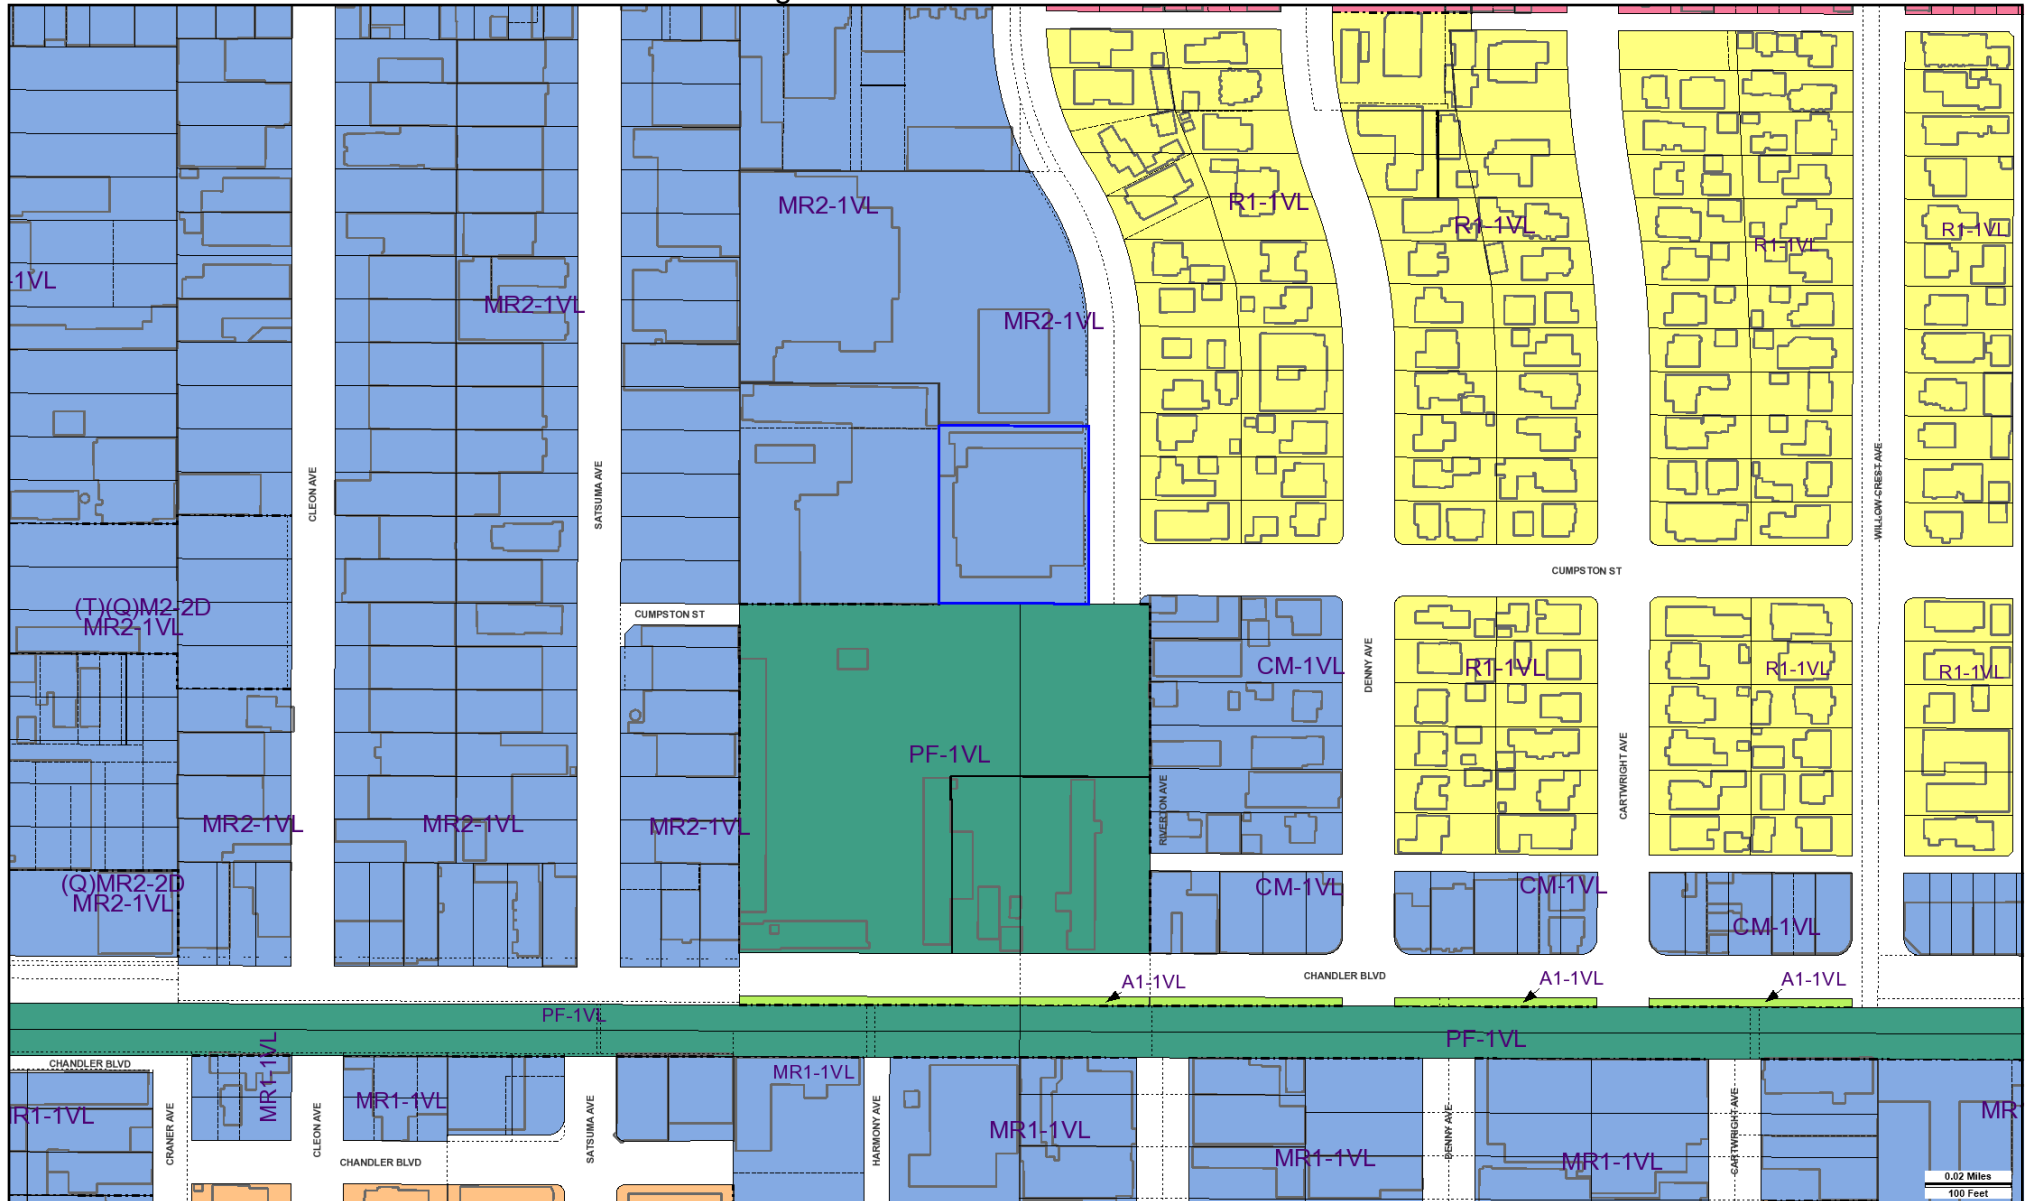 MR2-1VL
R1-1VL
R1-1VL
R1-1VL
R1-1VL
-1VL
MR2-1VL
MR2-1VL
CLEON AVE
SATSUMA AVE
WILLOW CREST AVE
CUMPSTON ST
(T)(Q)M2-2D
MR2-1VL
CUMPSTON ST
CM-1VL
DENNY AVE
R1-1VL
R1-1VL
R1-1VL
PF-1VL
CARTWRIGHT AVE
RIVERTON AVE
MR2-1VL
MR2-1VL
MR2-1VL
(Q)MR2-2D
MR2-1VL
CM-1VL
CM-1VL
CM-1VL
CHANDLER BLVD
A1-1VL
A1-1VL
A1-1VL
PF-1VL
PF-1VL
CHANDLER BLVD
MR1-1VL
MR1-1VL
MR1-1VL
R1-1VL
MR
CRANER AVE
CLEON AVE
SATSUMA AVE
HARMONY AVE
MR1-1VL
DENNY AVE
CARTWRIGHT AVE
MR1-1VL
MR1-1VL
CHANDLER BLVD
0.02 Miles
100 Feet